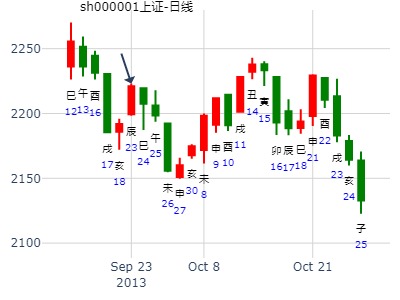 sh000001上证-日线
2250
2200
2150
2100
巳
12
午
13
酉
16
戌
17
亥
18
辰
23
巳
24
午
25
未
26
申
27
亥
30
未
8
申
9
酉
10
戌
11
丑
14
寅
15
卯
16
辰
17
巳
18
申
21
酉
22
戌
23
亥
24
子
25
Sep 23
2013
Oct 8
Oct 21